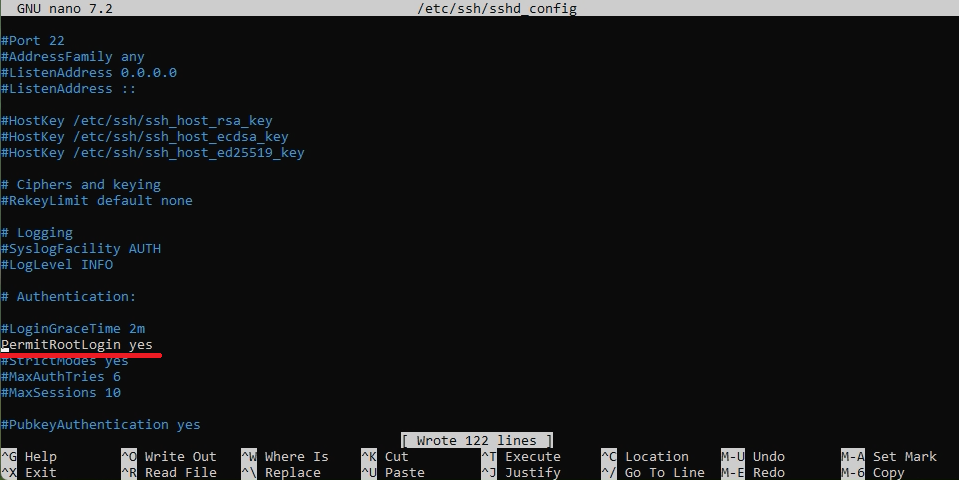 GNU nano 7.2 /etc/ssh/sshd_config
#Port 22
#AddressFamily any
#ListenAddress 0.0.0.0
#ListenAddress ::
#HostKey /etc/ssh/ssh_host_rsa_key
#HostKey /etc/ssh/ssh_host_ecdsa_key
#HostKey /etc/ssh/ssh_host_ed25519_key
# Ciphers and keying
#RekeyLimit default none
# Logging
#SyslogFacility AUTH
#LogLevel INFO
# Authentication:
#LoginGraceTime 2m
PermitRootLogin yes
#StrictModes yes
#MaxAuthTries 6
#MaxSessions 10
#PubkeyAuthentication yes
[ Wrote 122 lines ]
^G Help ^O Write Out ^W Where Is ^K Cut ^T Execute ^C Location M-U Undo M-A Set Mark
^X Exit ^R Read File ^\ Replace ^U Paste ^J Justify ^/ Go To Line M-E Redo M-6 Copy